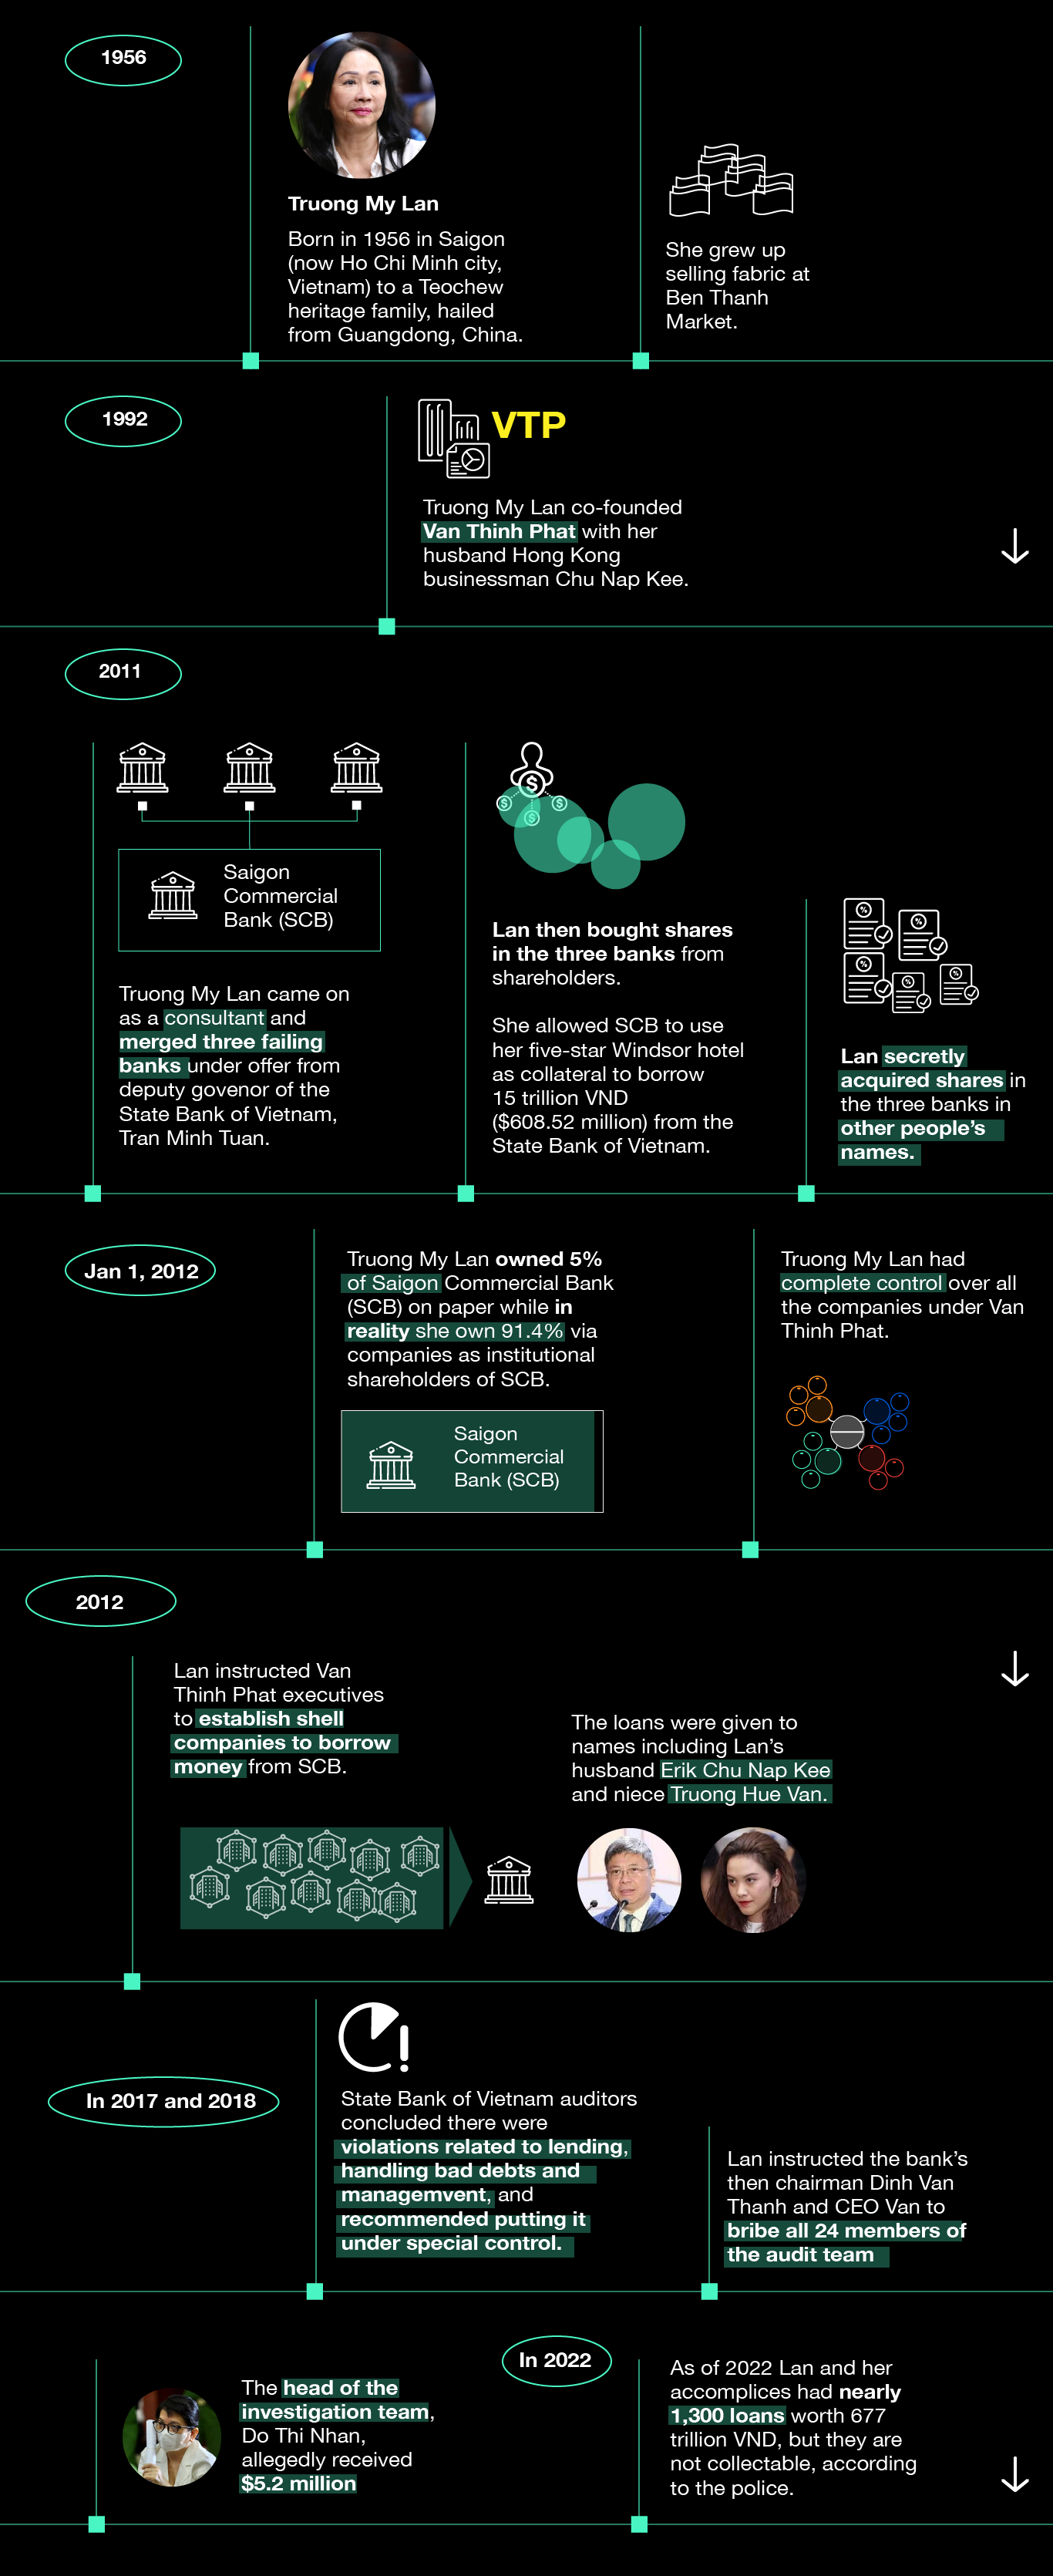 1956
Truong My Lan
Born in 1956 in Saigon
(now Ho Chi Minh city,
Vietnam) to a Teochew
heritage family, hailed
from Guangdong, China.
She grew up
selling fabric at
Ben Thanh
Market.
1992
VTP
Truong My Lan co-founded
Van Thinh Phat with her
husband Hong Kong
businessman Chu Nap Kee.
2011
Saigon
Commercial
Bank (SCB)
Truong My Lan came on
as a consultant and
merged three failing
banks under offer from
deputy govenor of the
State Bank of Vietnam,
Tran Minh Tuan.
Lan then bought shares
in the three banks from
shareholders.
She allowed SCB to use
her five-star Windsor hotel
as collateral to borrow
15 trillion VND
($608.52 million) from the
State Bank of Vietnam.
Lan secretly
acquired shares in
the three banks in
other people's
names.
Jan 1, 2012
Truong My Lan owned 5%
of Saigon Commercial Bank
(SCB) on paper while in
reality she own 91.4% via
companies as institutional
shareholders of SCB.
Saigon
Commercial
Bank (SCB)
Truong My Lan had
complete control over all
the companies under Van
Thinh Phat.
2012
Lan instructed Van
Thinh Phat executives
to establish shell
companies to borrow
money from SCB.
The loans were given to
names including Lan's
husband Erik Chu Nap Kee
and niece Truong Hue Van.
In 2017 and 2018
State Bank of Vietnam auditors
concluded there were
violations related to lending,
handling bad debts and
managemvent, and
recommended putting it
under special control.
Lan instructed the bank's
then chairman Dinh Van
Thanh and CEO Van to
bribe all 24 members of
the audit team
The head of the
investigation team,
Do Thi Nhan,
allegedly received
$5.2 million
In 2022
As of 2022 Lan and her
accomplices had nearly
1,300 loans worth 677
trillion VND, but they are
not collectable, according
to the police.